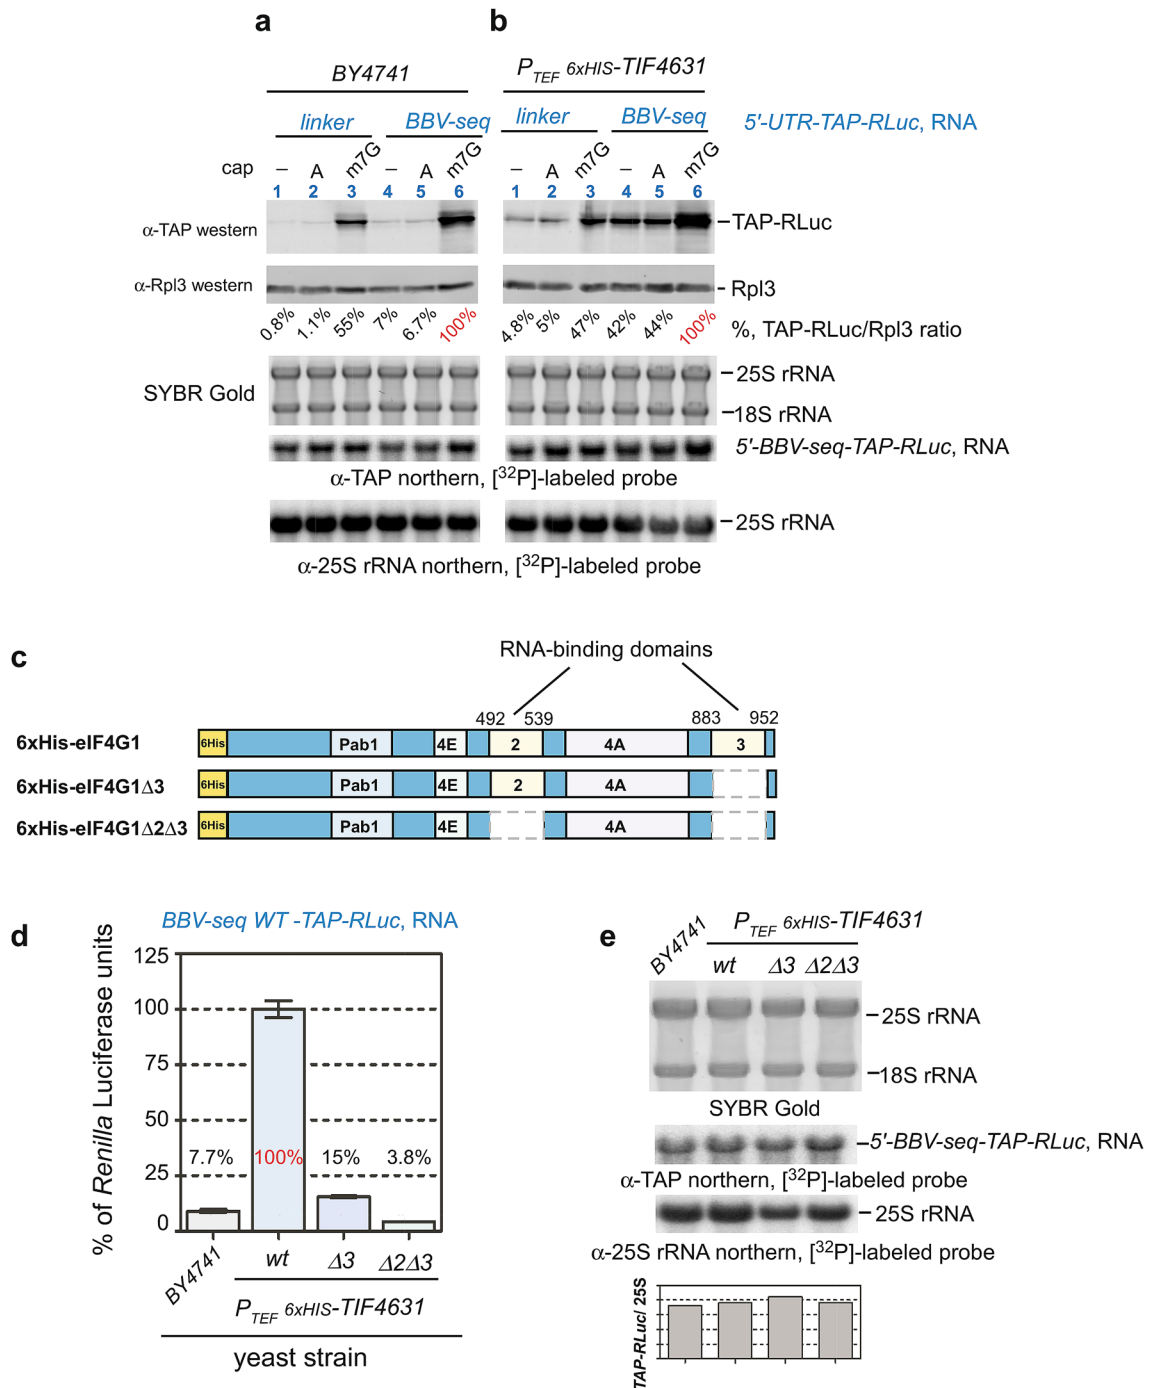 a
b
BY4741
PTEF 6xHIS-TIF4631
linker BBV-seq
linker BBV-seq
5'-UTR-TAP-RLuc, RNA
cap – A m7G – A m7G
– A m7G – A m7G
1 2 3 4 5 6
1 2 3 4 5 6
α-TAP western
TAP-RLuc
α-Rpl3 western
Rpl3
0.8% 1.1% 55% 7% 6.7% 100%
4.8% 5% 47% 42% 44% 100%
%, TAP-RLuc/Rpl3 ratio
SYBR Gold
25S rRNA
18S rRNA
5'-BBV-seq-TAP-RLuc, RNA
α-TAP northern, [32P]-labeled probe
25S rRNA
α-25S rRNA northern, [32P]-labeled probe
c
RNA-binding domains
492 539 883 952
6xHis-eIF4G1 6His Pab1 4E 2 4A 3
6xHis-eIF4G1Δ3 6His Pab1 4E 2 4A
6xHis-eIF4G1Δ2Δ3 6His Pab1 4E 4A
d
BBV-seq WT -TAP-RLuc, RNA
% of Renilla Luciferase units
125
100
75
50
25
0
7.7% 100% 15% 3.8%
BY4741 wt Δ3 Δ2Δ3
PTEF 6xHIS-TIF4631
yeast strain
e
BY4741
PTEF 6xHIS-TIF4631
wt Δ3 Δ2Δ3
25S rRNA
18S rRNA
SYBR Gold
5'-BBV-seq-TAP-RLuc, RNA
α-TAP northern, [32P]-labeled probe
25S rRNA
α-25S rRNA northern, [32P]-labeled probe
TAP-RLuc/ 25S